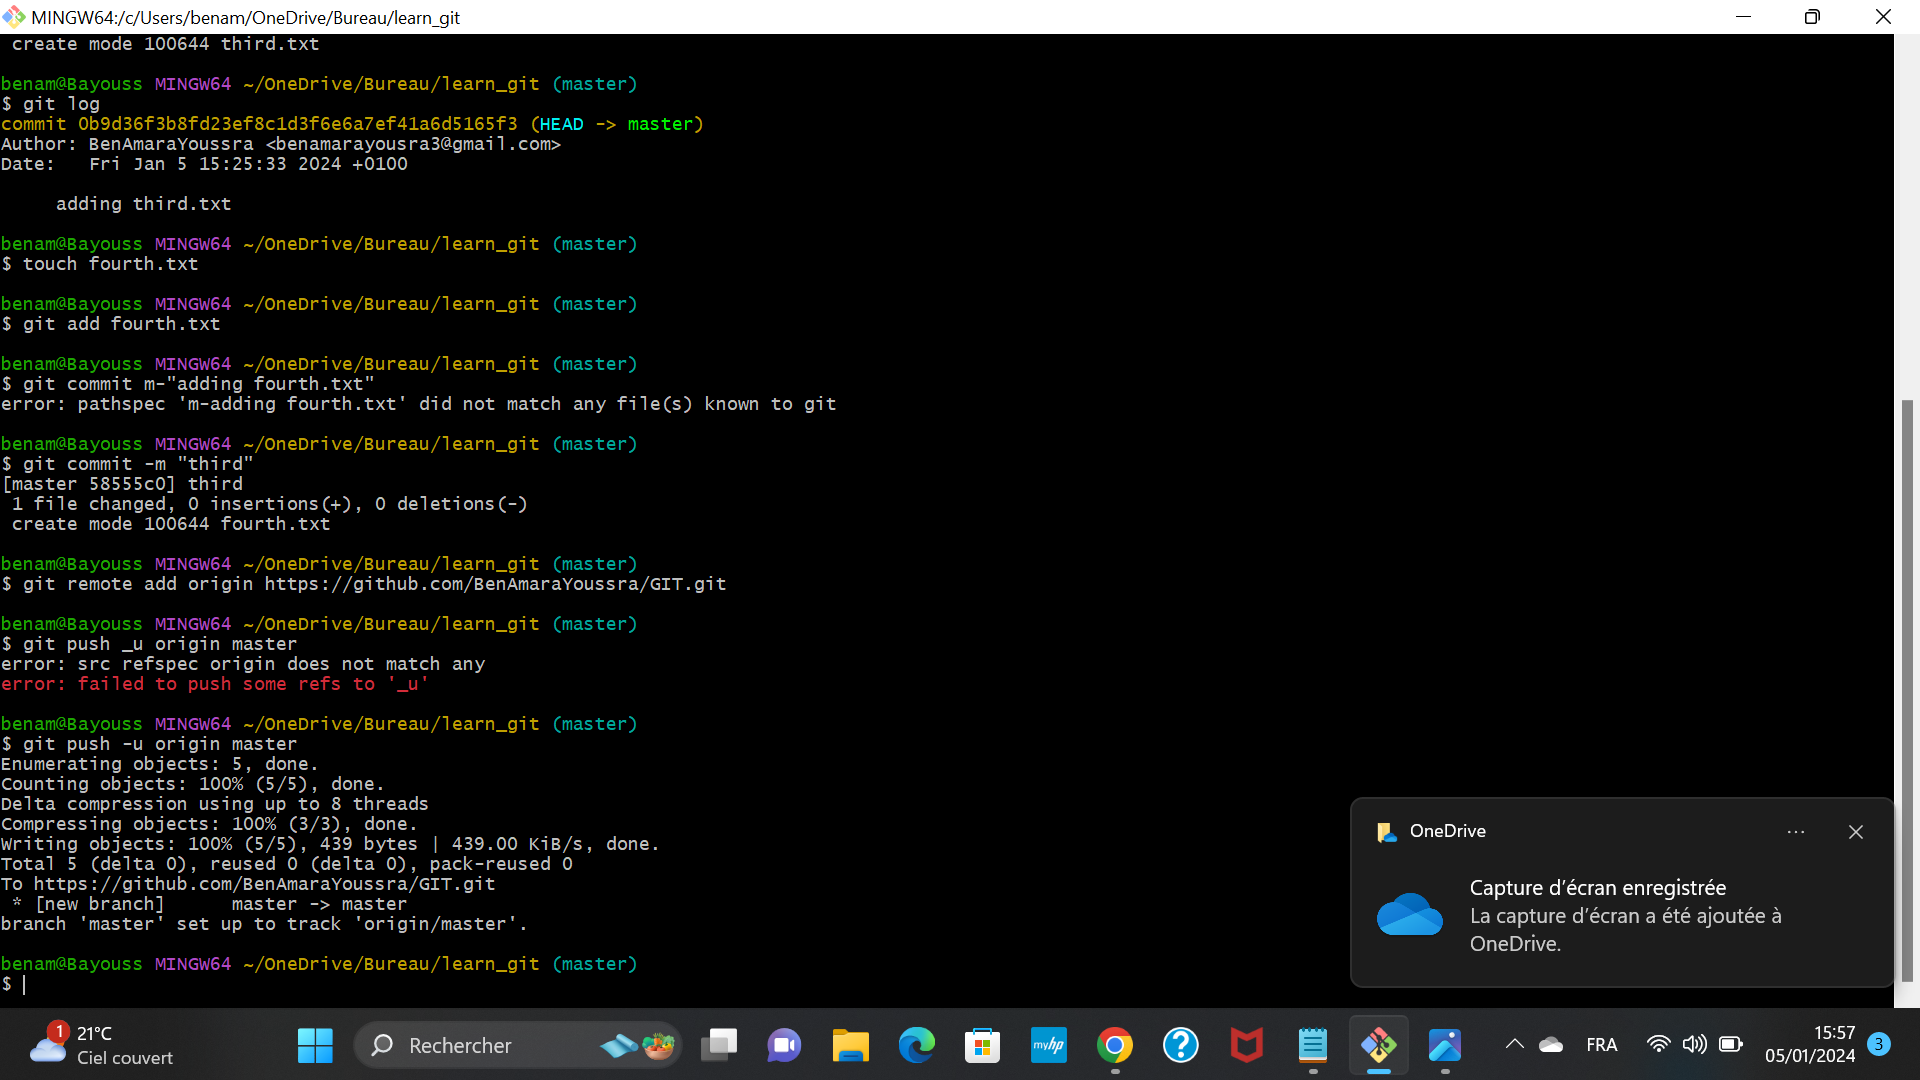 MINGW64:/c/Users/benam/OneDrive/Bureau/learn_git
 create mode 100644 third.txt
benam@Bayouss MINGW64 ~/OneDrive/Bureau/learn_git (master)
$ git log
commit 0b9d36f3b8fd23ef8c1d3f6e6a7ef41a6d5165f3 (HEAD -> master)
Author: BenAmaraYoussra <benamarayousra3@gmail.com>
Date:   Fri Jan 5 15:25:33 2024 +0100
     adding third.txt
benam@Bayouss MINGW64 ~/OneDrive/Bureau/learn_git (master)
$ touch fourth.txt
benam@Bayouss MINGW64 ~/OneDrive/Bureau/learn_git (master)
$ git add fourth.txt
benam@Bayouss MINGW64 ~/OneDrive/Bureau/learn_git (master)
$ git commit m-"adding fourth.txt"
error: pathspec 'm-adding fourth.txt' did not match any file(s) known to git
benam@Bayouss MINGW64 ~/OneDrive/Bureau/learn_git (master)
$ git commit -m "third"
[master 58555c0] third
 1 file changed, 0 insertions(+), 0 deletions(-)
 create mode 100644 fourth.txt
benam@Bayouss MINGW64 ~/OneDrive/Bureau/learn_git (master)
$ git remote add origin https://github.com/BenAmaraYoussra/GIT.git
benam@Bayouss MINGW64 ~/OneDrive/Bureau/learn_git (master)
$ git push _u origin master
error: src refspec origin does not match any
error: failed to push some refs to '_u'
benam@Bayouss MINGW64 ~/OneDrive/Bureau/learn_git (master)
$ git push -u origin master
Enumerating objects: 5, done.
Counting objects: 100% (5/5), done.
Delta compression using up to 8 threads
Compressing objects: 100% (3/3), done.
Writing objects: 100% (5/5), 439 bytes | 439.00 KiB/s, done.
Total 5 (delta 0), reused 0 (delta 0), pack-reused 0
To https://github.com/BenAmaraYoussra/GIT.git
 * [new branch]      master -> master
branch 'master' set up to track 'origin/master'.
benam@Bayouss MINGW64 ~/OneDrive/Bureau/learn_git (master)
$
OneDrive
Capture d'écran enregistrée
La capture d'écran a été ajoutée à
OneDrive.
1
21°C
Ciel couvert
Rechercher
myhp
FRA
15:57
05/01/2024
3